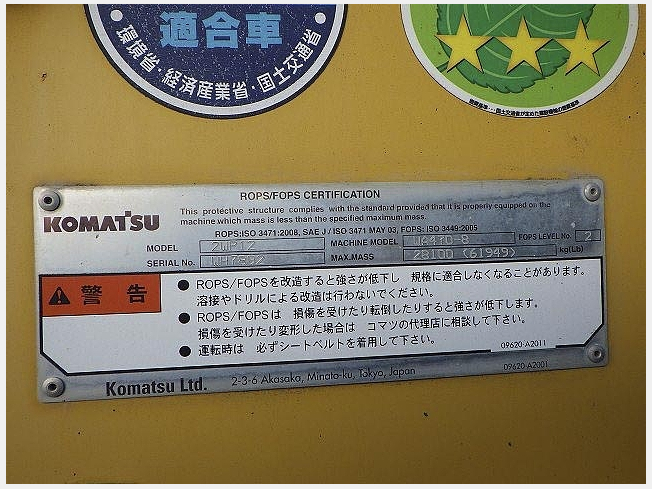 適合車
環境省・経済産業省・国土交通省
ROPS/FOPS CERTIFICATION
KOMATSU
This protective structure complies with the standard provided that it is properly equipped on the
machine which mass is less than the specified maximum mass.
ROPS:ISO 3471:2008, SAE J / ISO 3471 MAY 03, FOPS: ISO 3449:2005
MODEL MACHINE MODEL FOPS LEVEL No. 2
SERIAL No. MAX.MASS 28100 (61949) kg(Lb)
警告
● ROPS/FOPSを改造すると強さが低下し 規格に適合しなくなることがあります。
溶接やドリルによる改造は行わないでください。
● ROPS/FOPSは 損傷を受けたり転倒したりすると強さが低下します。
損傷を受けたり変形した場合は コマツの代理店に相談して下さい。
● 運転時は 必ずシートベルトを着用して下さい。
09620-A2011
09620-A2001
Komatsu Ltd. 2-3-6 Akasaka, Minato-ku, Tokyo, Japan